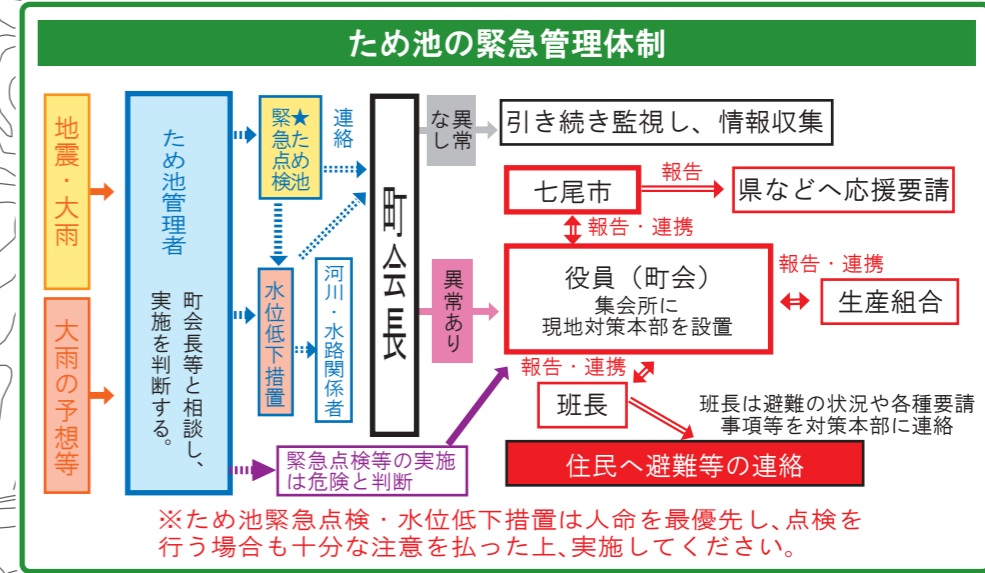 ため池の緊急管理体制
地震・大雨
大雨の予想等
ため池管理者
町会長等と相談し、
実施を判断する。
★ため池
緊急点検
連絡
水位低下措置
河川・水路関係者
緊急点検等の実施
は危険と判断
町会長
異常
なし
引き続き監視し、情報収集
異常あり
七尾市
報告
県などへ応援要請
報告・連携
役員（町会）
集会所に
現地対策本部を設置
報告・連携
生産組合
報告・連携
班長
班長は避難の状況や各種要請
事項等を対策本部に連絡
住民へ避難等の連絡
※ため池緊急点検・水位低下措置は人命を最優先し、点検を
行う場合も十分な注意を払った上、実施してください。